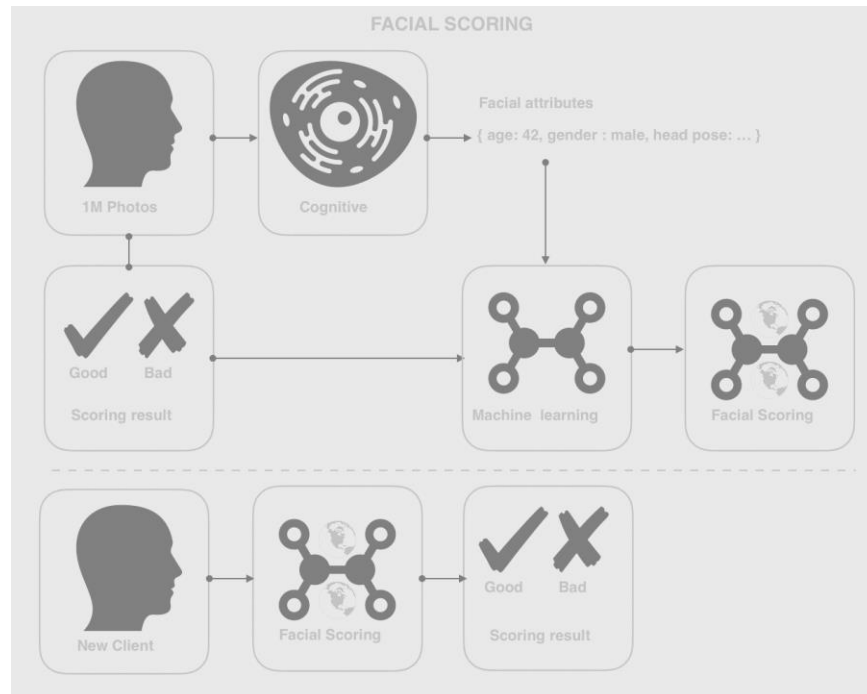 FACIAL SCORING
1M Photos
Cognitive
Facial attributes
{ age: 42, gender : male, head pose: ... }
Good
Bad
Scoring result
Machine learning
Facial Scoring
New Client
Facial Scoring
Good
Bad
Scoring result